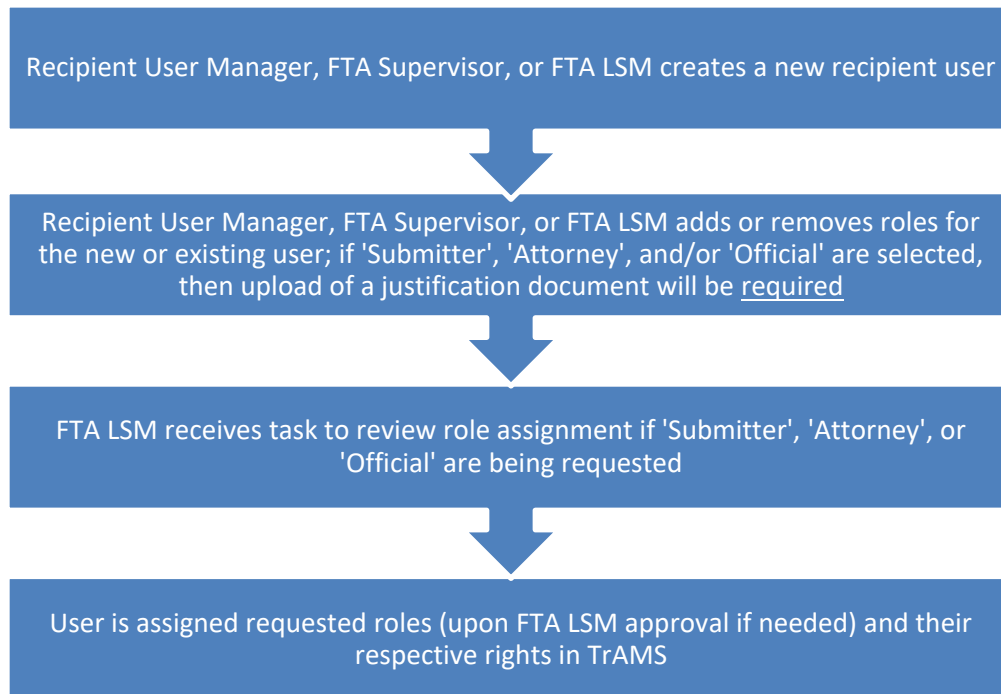 Recipient User Manager, FTA Supervisor, or FTA LSM creates a new recipient user
Recipient User Manager, FTA Supervisor, or FTA LSM adds or removes roles for
the new or existing user; if 'Submitter', 'Attorney', and/or 'Official' are selected,
then upload of a justification document will be required
FTA LSM receives task to review role assignment if 'Submitter', 'Attorney', or
'Official' are being requested
User is assigned requested roles (upon FTA LSM approval if needed) and their
respective rights in TrAMS